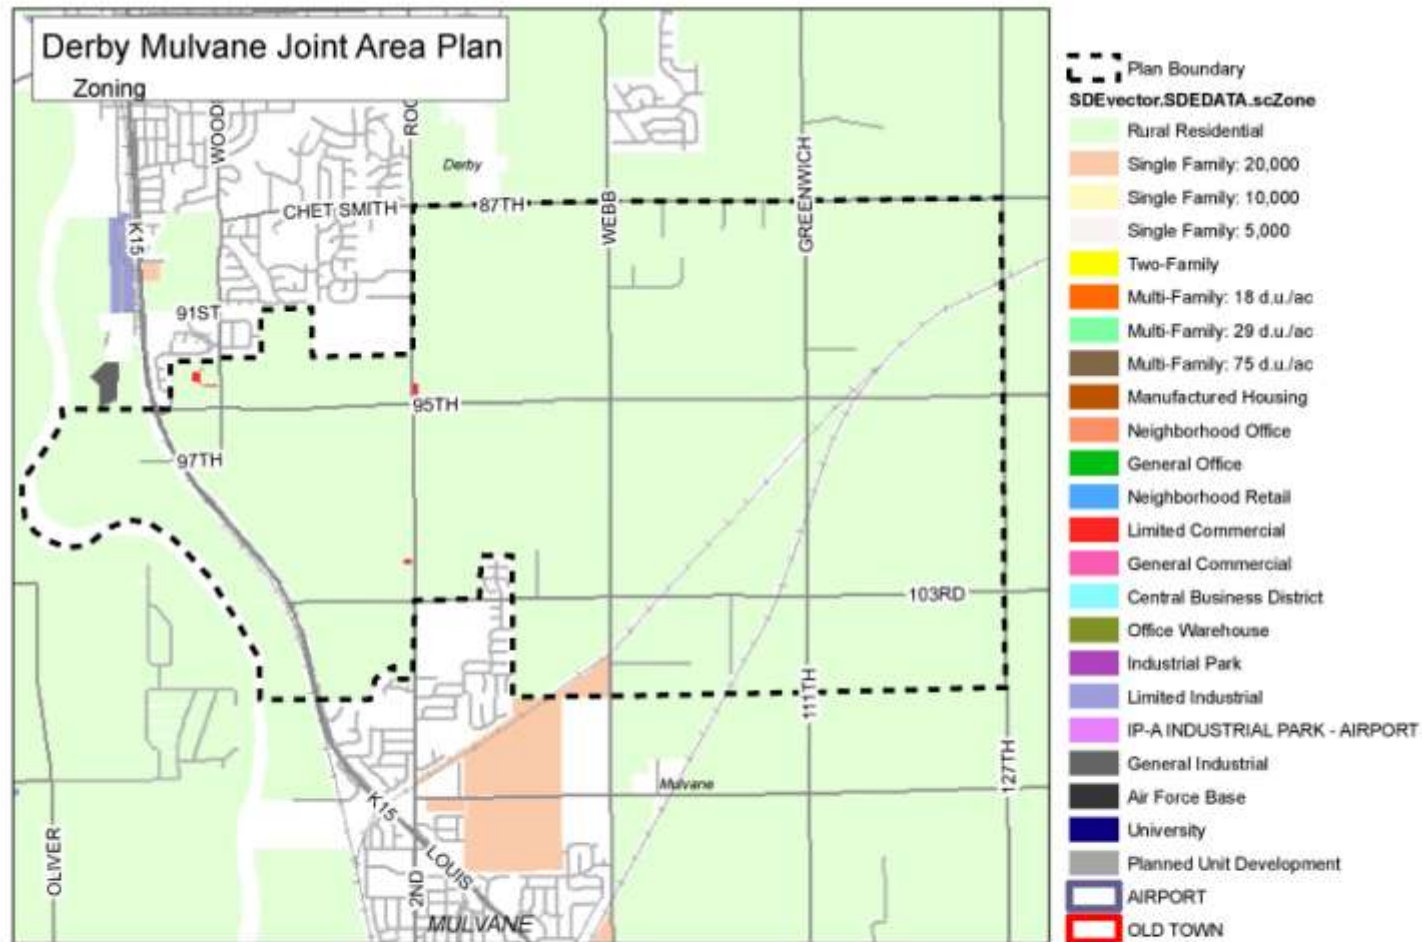 Derby Mulvane Joint Area Plan
Zoning
WOOD
ROC
Derby
CHET SMITH
87TH
WEBB
GREENWICH
K15
91ST
95TH
97TH
103RD
111TH
127TH
Mulvane
K15
LOUIS
OLIVER
2ND
MULVANE
Plan Boundary
SDEvector.SDEDATA.scZone
Rural Residential
Single Family: 20,000
Single Family: 10,000
Single Family: 5,000
Two-Family
Multi-Family: 18 d.u./ac
Multi-Family: 29 d.u./ac
Multi-Family: 75 d.u./ac
Manufactured Housing
Neighborhood Office
General Office
Neighborhood Retail
Limited Commercial
General Commercial
Central Business District
Office Warehouse
Industrial Park
Limited Industrial
IP-A INDUSTRIAL PARK - AIRPORT
General Industrial
Air Force Base
University
Planned Unit Development
AIRPORT
OLD TOWN